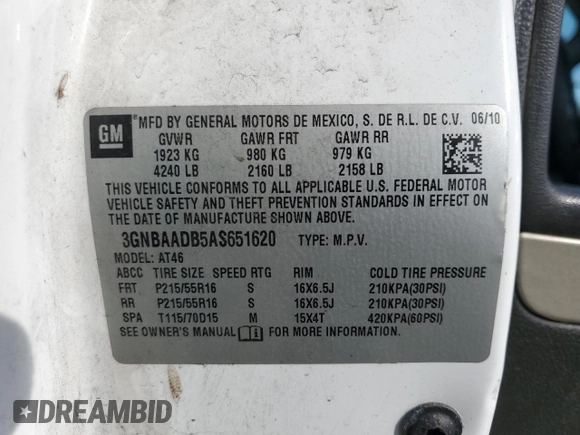 GM
MFD BY GENERAL MOTORS DE MEXICO, S. DE R.L. DE C.V. 06/10
GVWR GAWR FRT GAWR RR
1923 KG 980 KG 979 KG
4240 LB 2160 LB 2158 LB
THIS VEHICLE CONFORMS TO ALL APPLICABLE U.S. FEDERAL MOTOR
VEHICLE SAFETY AND THEFT PREVENTION STANDARDS IN EFFECT ON
THE DATE OF MANUFACTURE SHOWN ABOVE.
3GNBAADB5AS651620 TYPE: M.P.V.
MODEL: AT46
ABCC TIRE SIZE SPEED RTG RIM COLD TIRE PRESSURE
FRT P215/55R16 S 16X6.5J 210KPA(30PSI)
RR P215/55R16 S 16X6.5J 210KPA(30PSI)
SPA T115/70D15 M 15X4T 420KPA(60PSI)
SEE OWNER'S MANUAL FOR MORE INFORMATION.
DREAMBID